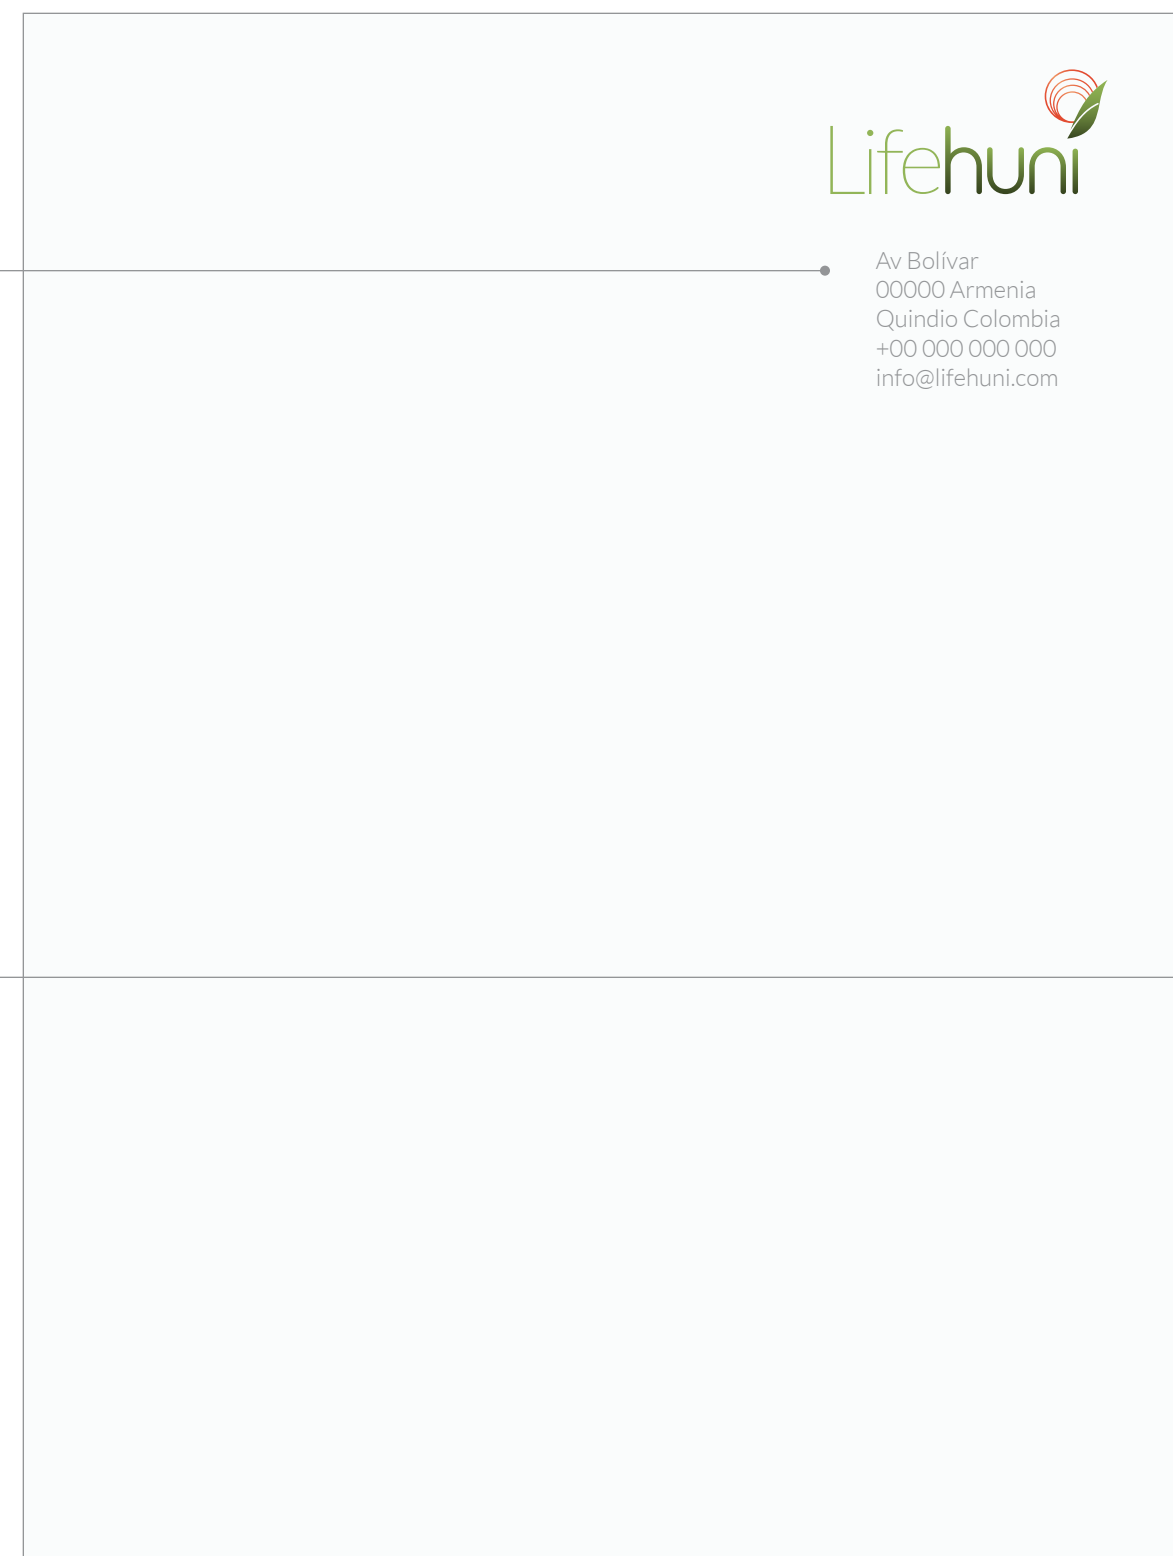 Lifehuni
Av Bolívar
00000 Armenia
Quindio Colombia
+00 000 000 000
info@lifehuni.com